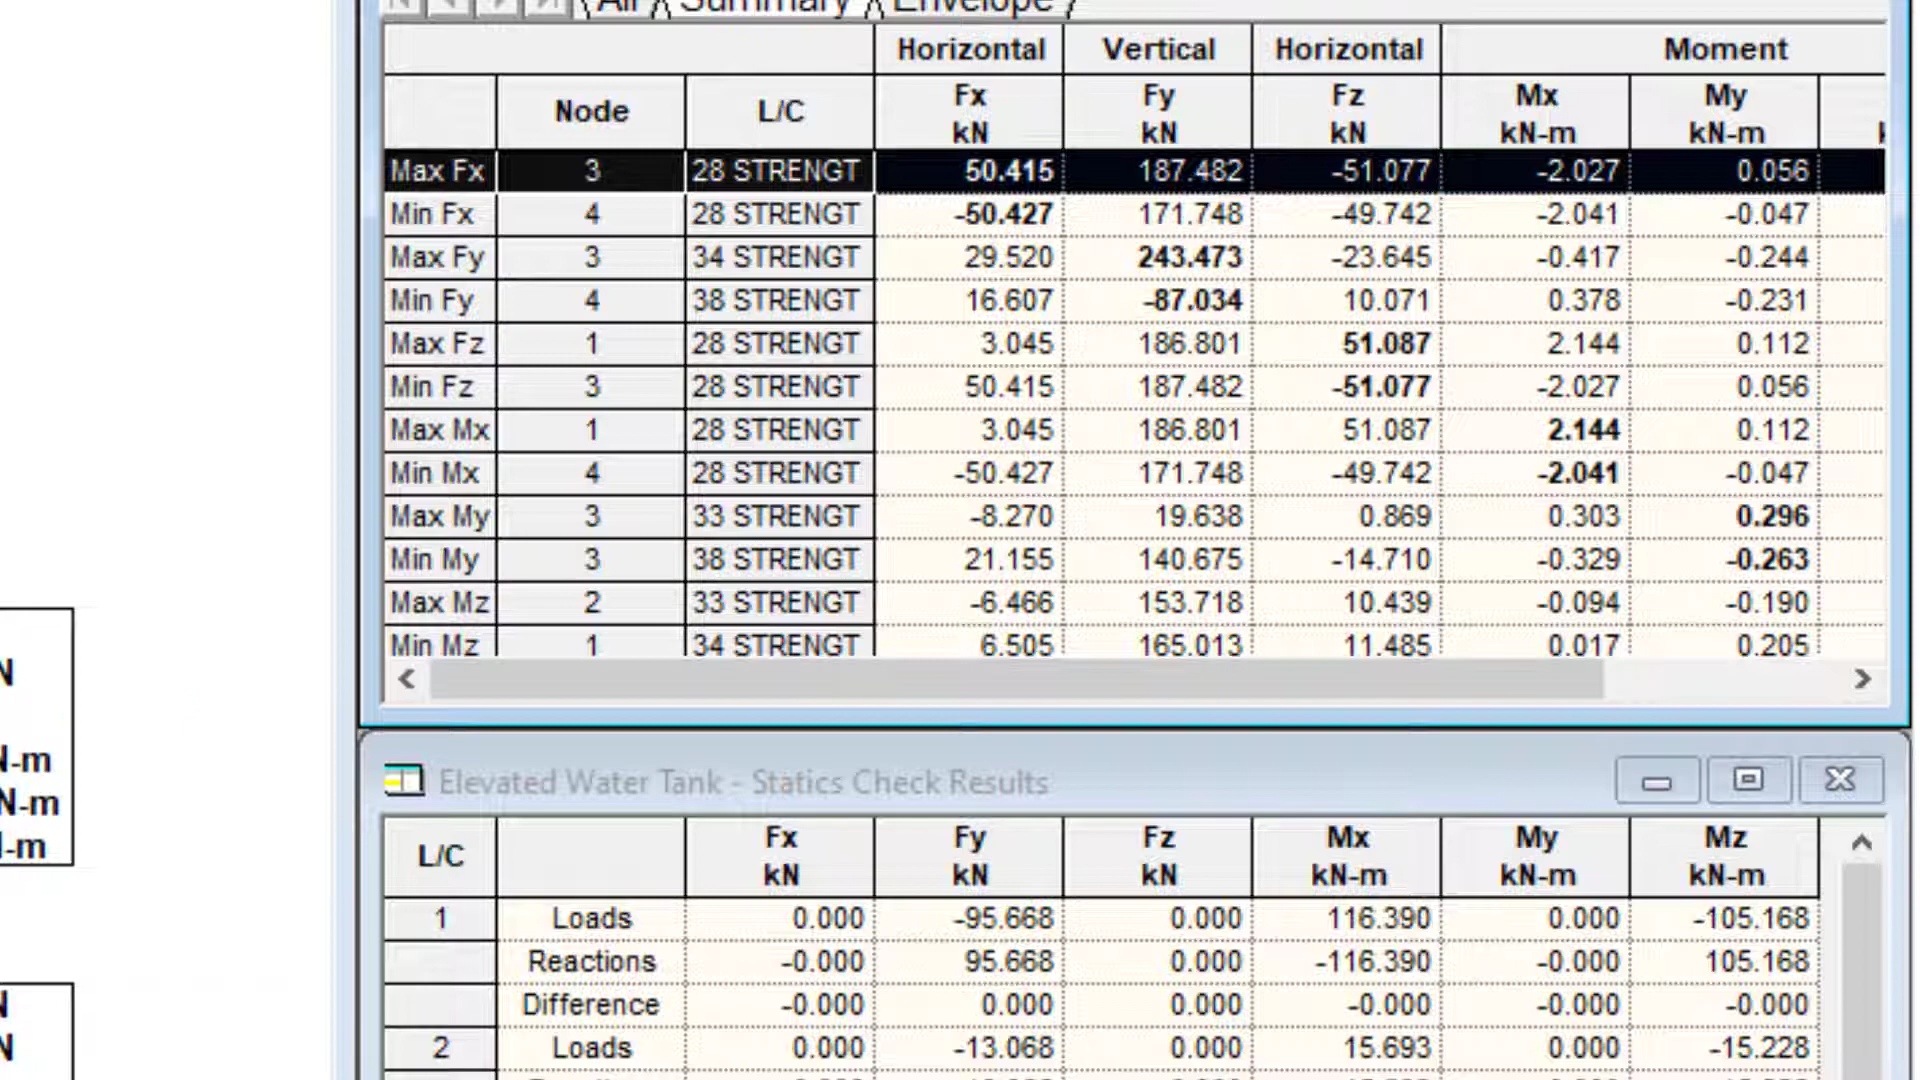 All Summary Envelope
Horizontal Vertical Horizontal Moment
Node L/C Fx kN Fy kN Fz kN Mx kN-m My kN-m
Max Fx 3 28 STRENGT 50.415 187.482 -51.077 -2.027 0.056
Min Fx 4 28 STRENGT -50.427 171.748 -49.742 -2.041 -0.047
Max Fy 3 34 STRENGT 29.520 243.473 -23.645 -0.417 -0.244
Min Fy 4 38 STRENGT 16.607 -87.034 10.071 0.378 -0.231
Max Fz 1 28 STRENGT 3.045 186.801 51.087 2.144 0.112
Min Fz 3 28 STRENGT 50.415 187.482 -51.077 -2.027 0.056
Max Mx 1 28 STRENGT 3.045 186.801 51.087 2.144 0.112
Min Mx 4 28 STRENGT -50.427 171.748 -49.742 -2.041 -0.047
Max My 3 33 STRENGT -8.270 19.638 0.869 0.303 0.296
Min My 3 38 STRENGT 21.155 140.675 -14.710 -0.329 -0.263
Max Mz 2 33 STRENGT -6.466 153.718 10.439 -0.094 -0.190
Min Mz 1 34 STRENGT 6.505 165.013 11.485 0.017 0.205
N
N-m
N-m
-m
N
N
Elevated Water Tank - Statics Check Results
L/C Fx kN Fy kN Fz kN Mx kN-m My kN-m Mz kN-m
1 Loads 0.000 -95.668 0.000 116.390 0.000 -105.168
Reactions -0.000 95.668 0.000 -116.390 -0.000 105.168
Difference -0.000 0.000 0.000 -0.000 -0.000 -0.000
2 Loads 0.000 -13.068 0.000 15.693 0.000 -15.228